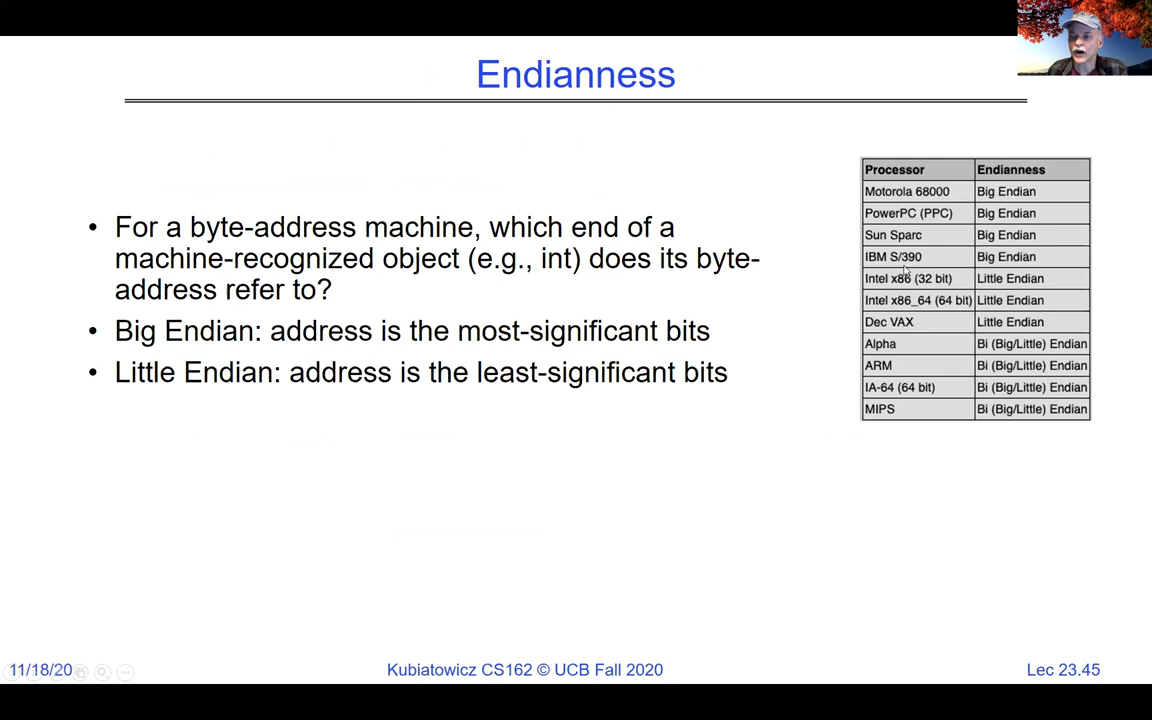 Endianness
• For a byte-address machine, which end of a
machine-recognized object (e.g., int) does its byte-
address refer to?
• Big Endian: address is the most-significant bits
• Little Endian: address is the least-significant bits
Processor Endianness
Motorola 68000 Big Endian
PowerPC (PPC) Big Endian
Sun Sparc Big Endian
IBM S/390 Big Endian
Intel x86 (32 bit) Little Endian
Intel x86_64 (64 bit) Little Endian
Dec VAX Little Endian
Alpha Bi (Big/Little) Endian
ARM Bi (Big/Little) Endian
IA-64 (64 bit) Bi (Big/Little) Endian
MIPS Bi (Big/Little) Endian
11/18/20 Kubiatowicz CS162 © UCB Fall 2020 Lec 23.45